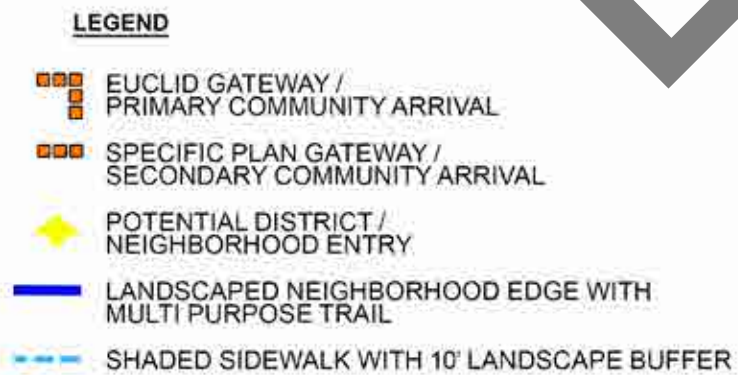 LEGEND
EUCLID GATEWAY /
PRIMARY COMMUNITY ARRIVAL
SPECIFIC PLAN GATEWAY /
SECONDARY COMMUNITY ARRIVAL
POTENTIAL DISTRICT /
NEIGHBORHOOD ENTRY
LANDSCAPED NEIGHBORHOOD EDGE WITH
MULTI PURPOSE TRAIL
SHADED SIDEWALK WITH 10' LANDSCAPE BUFFER